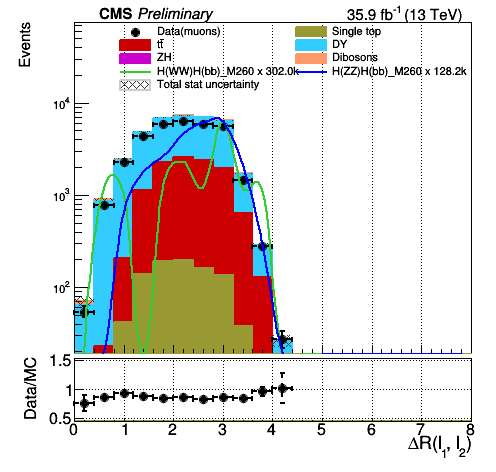 CMS Preliminary 35.9 fb⁻¹ (13 TeV)
Data(muons) Single top
tt̄ DY
ZH Dibosons
H(WW)H(bb)_M260 x 302.0k H(ZZ)H(bb)_M260 x 128.2k
Total stat uncertainty
Events
10⁴
10³
10²
Data/MC
1.5
1
0.5
0 1 2 3 4 5 6 7 8
ΔR(l₁, l₂)